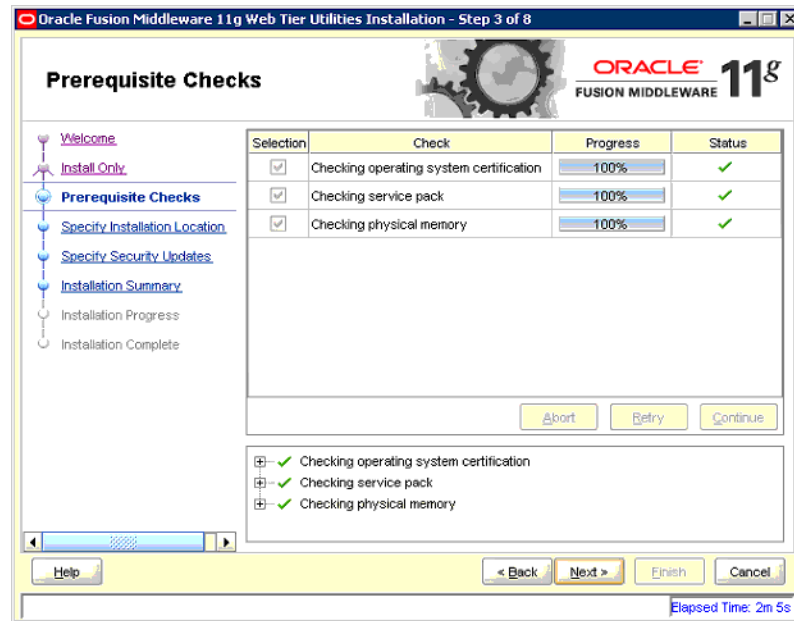 Oracle Fusion Middleware 11g Web Tier Utilities Installation - Step 3 of 8
Prerequisite Checks
ORACLE
FUSION MIDDLEWARE
11g
Welcome
Install Only
Prerequisite Checks
Specify Installation Location
Specify Security Updates
Installation Summary
Installation Progress
Installation Complete
Selection Check Progress Status
Checking operating system certification 100%
Checking service pack 100%
Checking physical memory 100%
Abort Retry Continue
Checking operating system certification
Checking service pack
Checking physical memory
Help < Back Next > Finish Cancel
Elapsed Time: 2m 5s